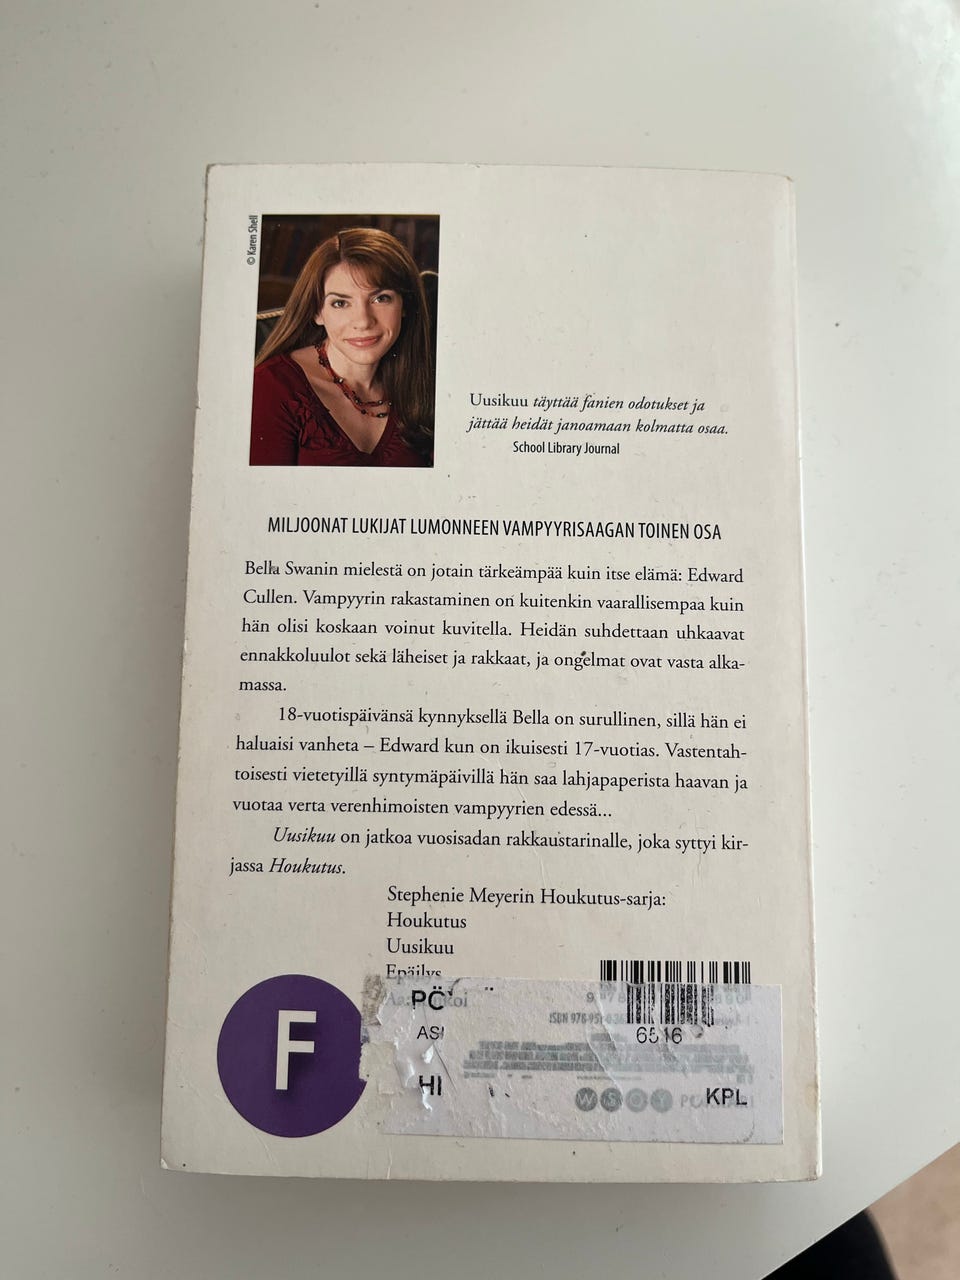 © Karen Shell
Uusikuu täyttää fanien odotukset ja
jättää heidät janoamaan kolmatta osaa.
School Library Journal
MILJOONAT LUKIJAT LUMONNEEN VAMPYYRISAAGAN TOINEN OSA
Bella Swanin mielestä on jotain tärkeämpää kuin itse elämä: Edward
Cullen. Vampyyrin rakastaminen on kuitenkin vaarallisempaa kuin
hän olisi koskaan voinut kuvitella. Heidän suhdettaan uhkaavat
ennakkoluulot sekä läheiset ja rakkaat, ja ongelmat ovat vasta alka-
massa.
18-vuotispäivänsä kynnyksellä Bella on surullinen, sillä hän ei
haluaisi vanheta – Edward kun on ikuisesti 17-vuotias. Vastentah-
toisesti vietetyillä syntymäpäivillä hän saa lahjapaperista haavan ja
vuotaa verta verenhimoisten vampyyrien edessä...
Uusikuu on jatkoa vuosisadan rakkaustarinalle, joka syttyi kir-
jassa Houkutus.
Stephenie Meyerin Houkutus-sarja:
Houkutus
Uusikuu
Epäilys
F
PÖ
6516
HI
WSOY
KPL